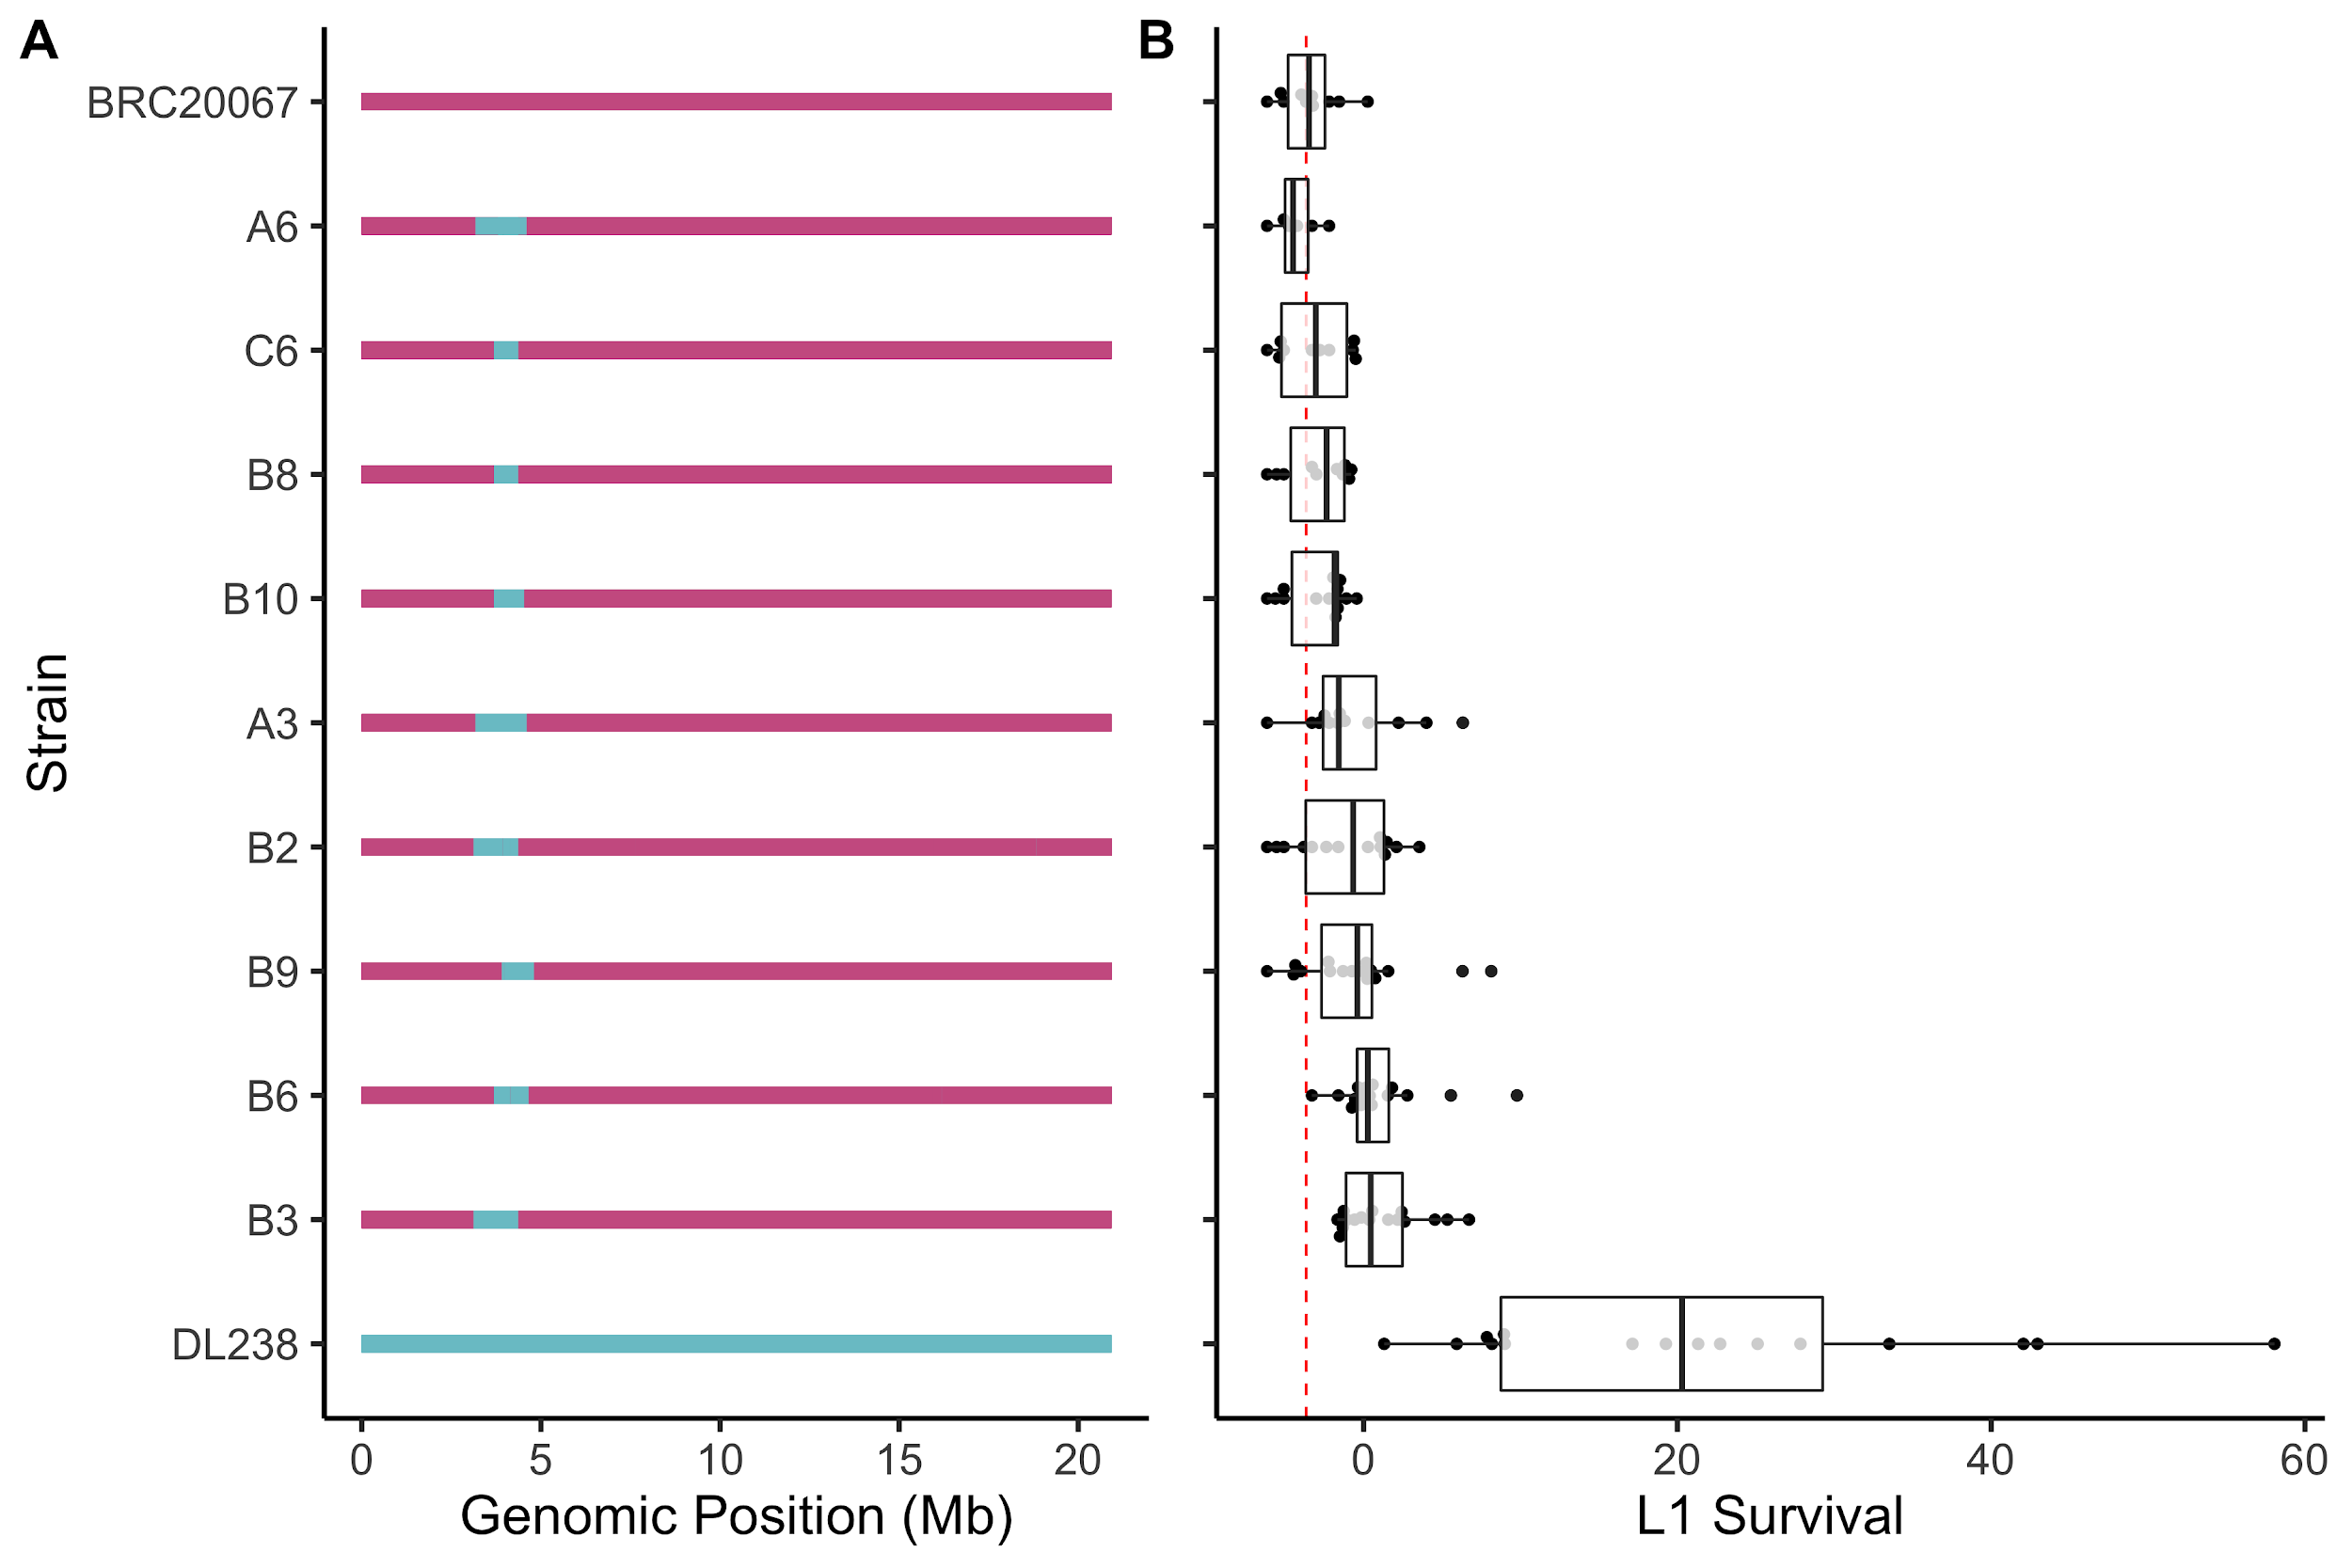 A
B
BRC20067
A6
C6
B8
B10
A3
B2
B9
B6
B3
DL238
Strain
0 5 10 15 20
Genomic Position (Mb)
0 20 40 60
L1 Survival